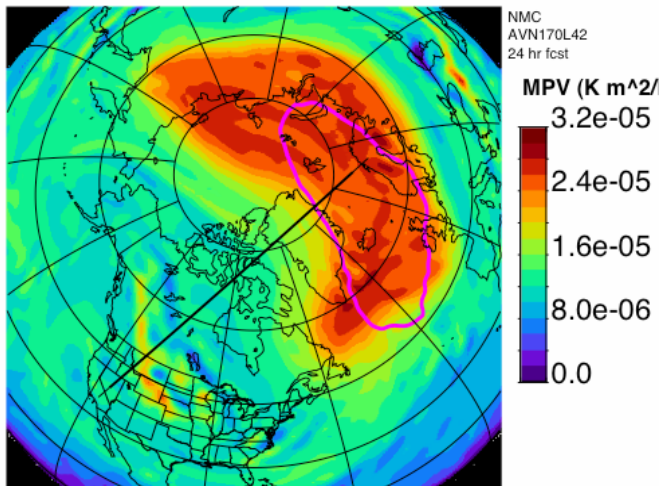 NMC
AVN170L42
24 hr fcst
MPV (K m^2/
3.2e-05
2.4e-05
1.6e-05
8.0e-06
0.0